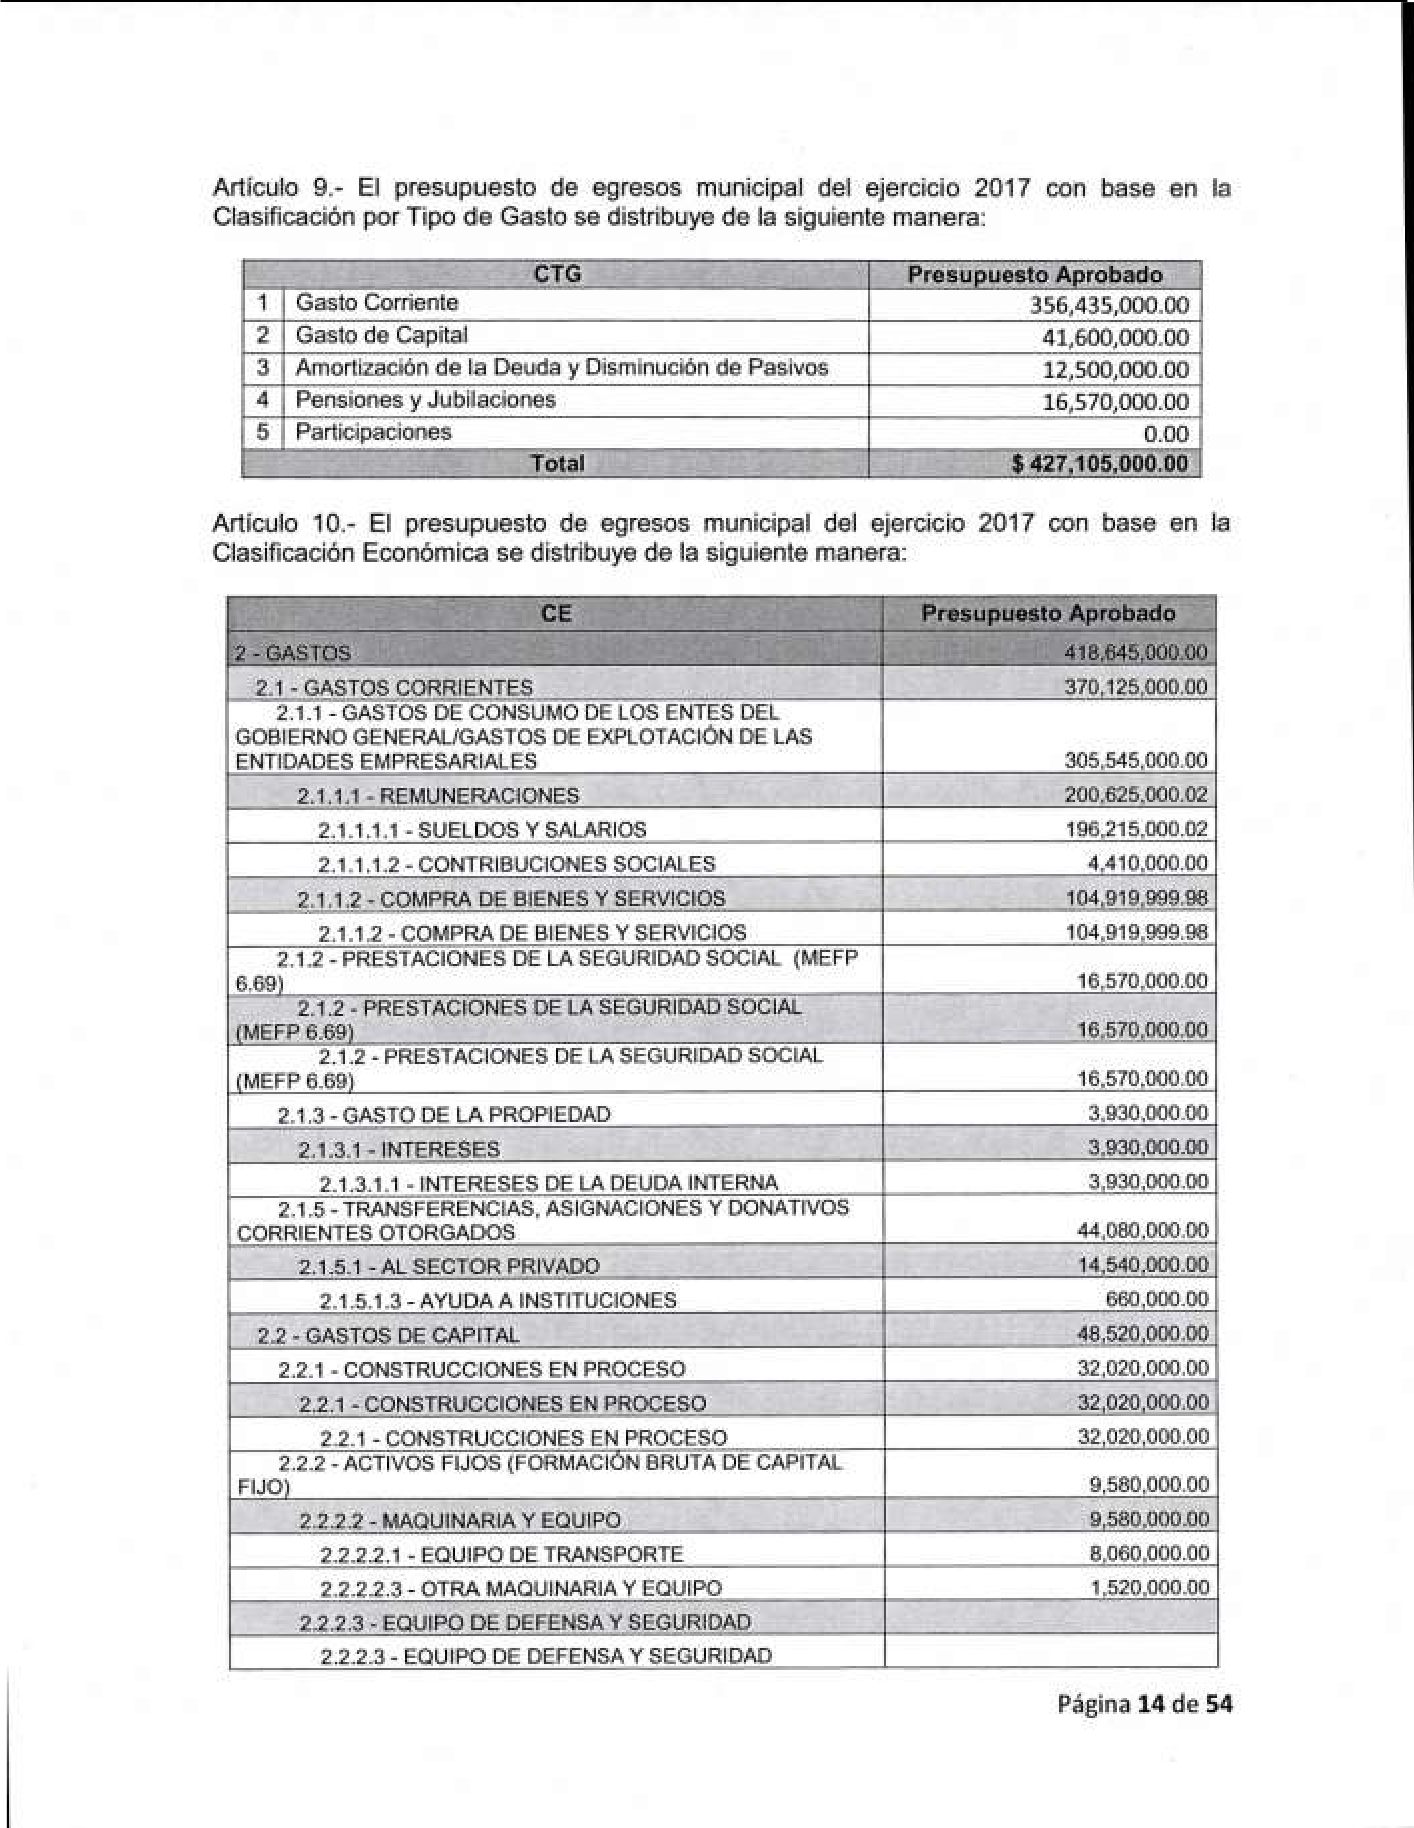 Artículo 9.- El presupuesto de egresos municipal del ejercicio 2017 con base en la
Clasificación por Tipo de Gasto se distribuye de la siguiente manera:
CTG Presupuesto Aprobado
1 Gasto Corriente 356,435,000.00
2 Gasto de Capital 41,600,000.00
3 Amortización de la Deuda y Disminución de Pasivos 12,500,000.00
4 Pensiones y Jubilaciones 16,570,000.00
5 Participaciones 0.00
Total $ 427,105,000.00
Artículo 10.- El presupuesto de egresos municipal del ejercicio 2017 con base en la
Clasificación Económica se distribuye de la siguiente manera:
CE Presupuesto Aprobado
2 - GASTOS 418,645,000.00
2.1 - GASTOS CORRIENTES 370,125,000.00
2.1.1 - GASTOS DE CONSUMO DE LOS ENTES DEL
GOBIERNO GENERAL/GASTOS DE EXPLOTACIÓN DE LAS
ENTIDADES EMPRESARIALES 305,545,000.00
2.1.1.1 - REMUNERACIONES 200,625,000.02
2.1.1.1.1 - SUELDOS Y SALARIOS 196,215,000.02
2.1.1.1.2 - CONTRIBUCIONES SOCIALES 4,410,000.00
2.1.1.2 - COMPRA DE BIENES Y SERVICIOS 104,919,999.98
2.1.1.2 - COMPRA DE BIENES Y SERVICIOS 104,919,999.98
2.1.2 - PRESTACIONES DE LA SEGURIDAD SOCIAL (MEFP
6.69) 16,570,000.00
2.1.2 - PRESTACIONES DE LA SEGURIDAD SOCIAL
(MEFP 6.69) 16,570,000.00
2.1.2 - PRESTACIONES DE LA SEGURIDAD SOCIAL
(MEFP 6.69) 16,570,000.00
2.1.3 - GASTO DE LA PROPIEDAD 3,930,000.00
2.1.3.1 - INTERESES 3,930,000.00
2.1.3.1.1 - INTERESES DE LA DEUDA INTERNA 3,930,000.00
2.1.5 - TRANSFERENCIAS, ASIGNACIONES Y DONATIVOS
CORRIENTES OTORGADOS 44,080,000.00
2.1.5.1 - AL SECTOR PRIVADO 14,540,000.00
2.1.5.1.3 - AYUDA A INSTITUCIONES 660,000.00
2.2 - GASTOS DE CAPITAL 48,520,000.00
2.2.1 - CONSTRUCCIONES EN PROCESO 32,020,000.00
2.2.1 - CONSTRUCCIONES EN PROCESO 32,020,000.00
2.2.1 - CONSTRUCCIONES EN PROCESO 32,020,000.00
2.2.2 - ACTIVOS FIJOS (FORMACIÓN BRUTA DE CAPITAL
FIJO) 9,580,000.00
2.2.2.2 - MAQUINARIA Y EQUIPO 9,580,000.00
2.2.2.2.1 - EQUIPO DE TRANSPORTE 8,060,000.00
2.2.2.2.3 - OTRA MAQUINARIA Y EQUIPO 1,520,000.00
2.2.2.3 - EQUIPO DE DEFENSA Y SEGURIDAD
2.2.2.3 - EQUIPO DE DEFENSA Y SEGURIDAD
Página 14 de 54